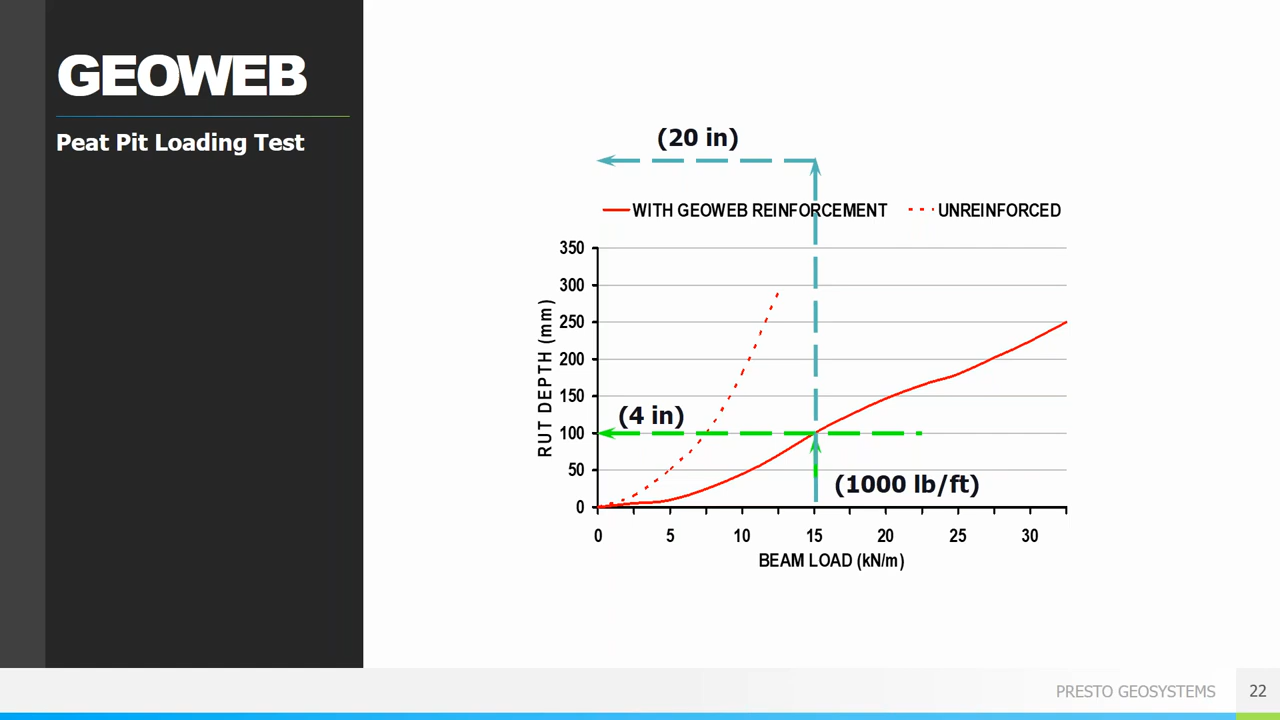 GEOWEB
Peat Pit Loading Test
(20 in)
WITH GEOWEB REINFORCEMENT UNREINFORCED
350
300
250
200
150
100
50
0
RUT DEPTH (mm)
(4 in)
(1000 lb/ft)
0 5 10 15 20 25 30
BEAM LOAD (kN/m)
PRESTO GEOSYSTEMS 22